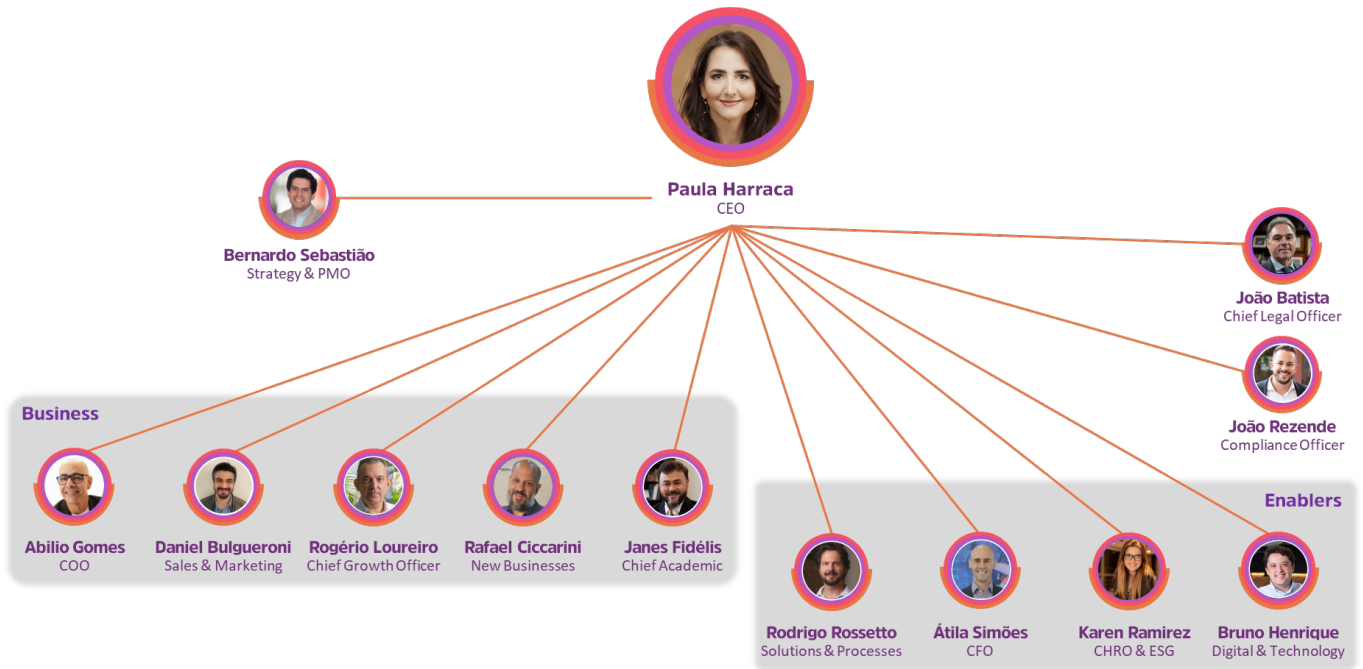 Paula Harraca
CEO
Bernardo Sebastião
Strategy & PMO
João Batista
Chief Legal Officer
João Rezende
Compliance Officer
Business
Abilio Gomes
COO
Daniel Bulgueroni
Sales & Marketing
Rogério Loureiro
Chief Growth Officer
Rafael Ciccarini
New Businesses
Janes Fidélis
Chief Academic
Enablers
Rodrigo Rossetto
Solutions & Processes
Átila Simões
CFO
Karen Ramirez
CHRO & ESG
Bruno Henrique
Digital & Technology